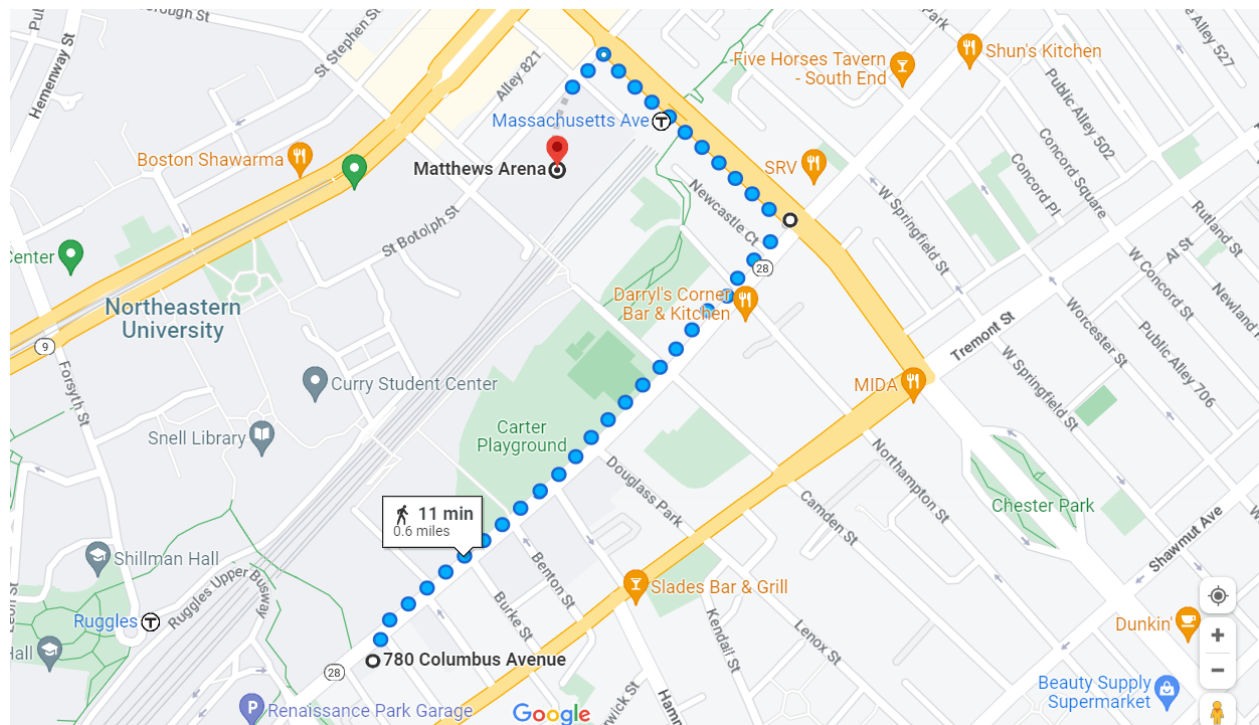 Hemenway St
St Stephen St
Alley 821
Park
Five Horses Tavern
- South End
Shun's Kitchen
Alley 527
Public Alley 502
Massachusetts Ave
T
Boston Shawarma
Matthews Arena
SRV
Concord Square
Concord Pl
W Springfield St
Rutland St
Al St
St Botolph St
Newcastle Ct
Center
28
W Concord St
Newland
Northeastern
University
Darryl's Corner
Bar & Kitchen
Worcester St
Tremont St
9
Public Alley 706
W Springfield St
Forsyth St
Curry Student Center
MIDA
Snell Library
Carter
Playground
Douglass Park
Northampton St
Camden St
Chester Park
11 min
0.6 miles
Shawmut Ave
Shillman Hall
Ruggles Upper Busway
Benton St
Burke St
Slades Bar & Grill
Ruggles
T
Kendall St
Lenox St
Dunkin'
Hall
780 Columbus Avenue
28
Beauty Supply
Supermarket
P
Renaissance Park Garage
Google